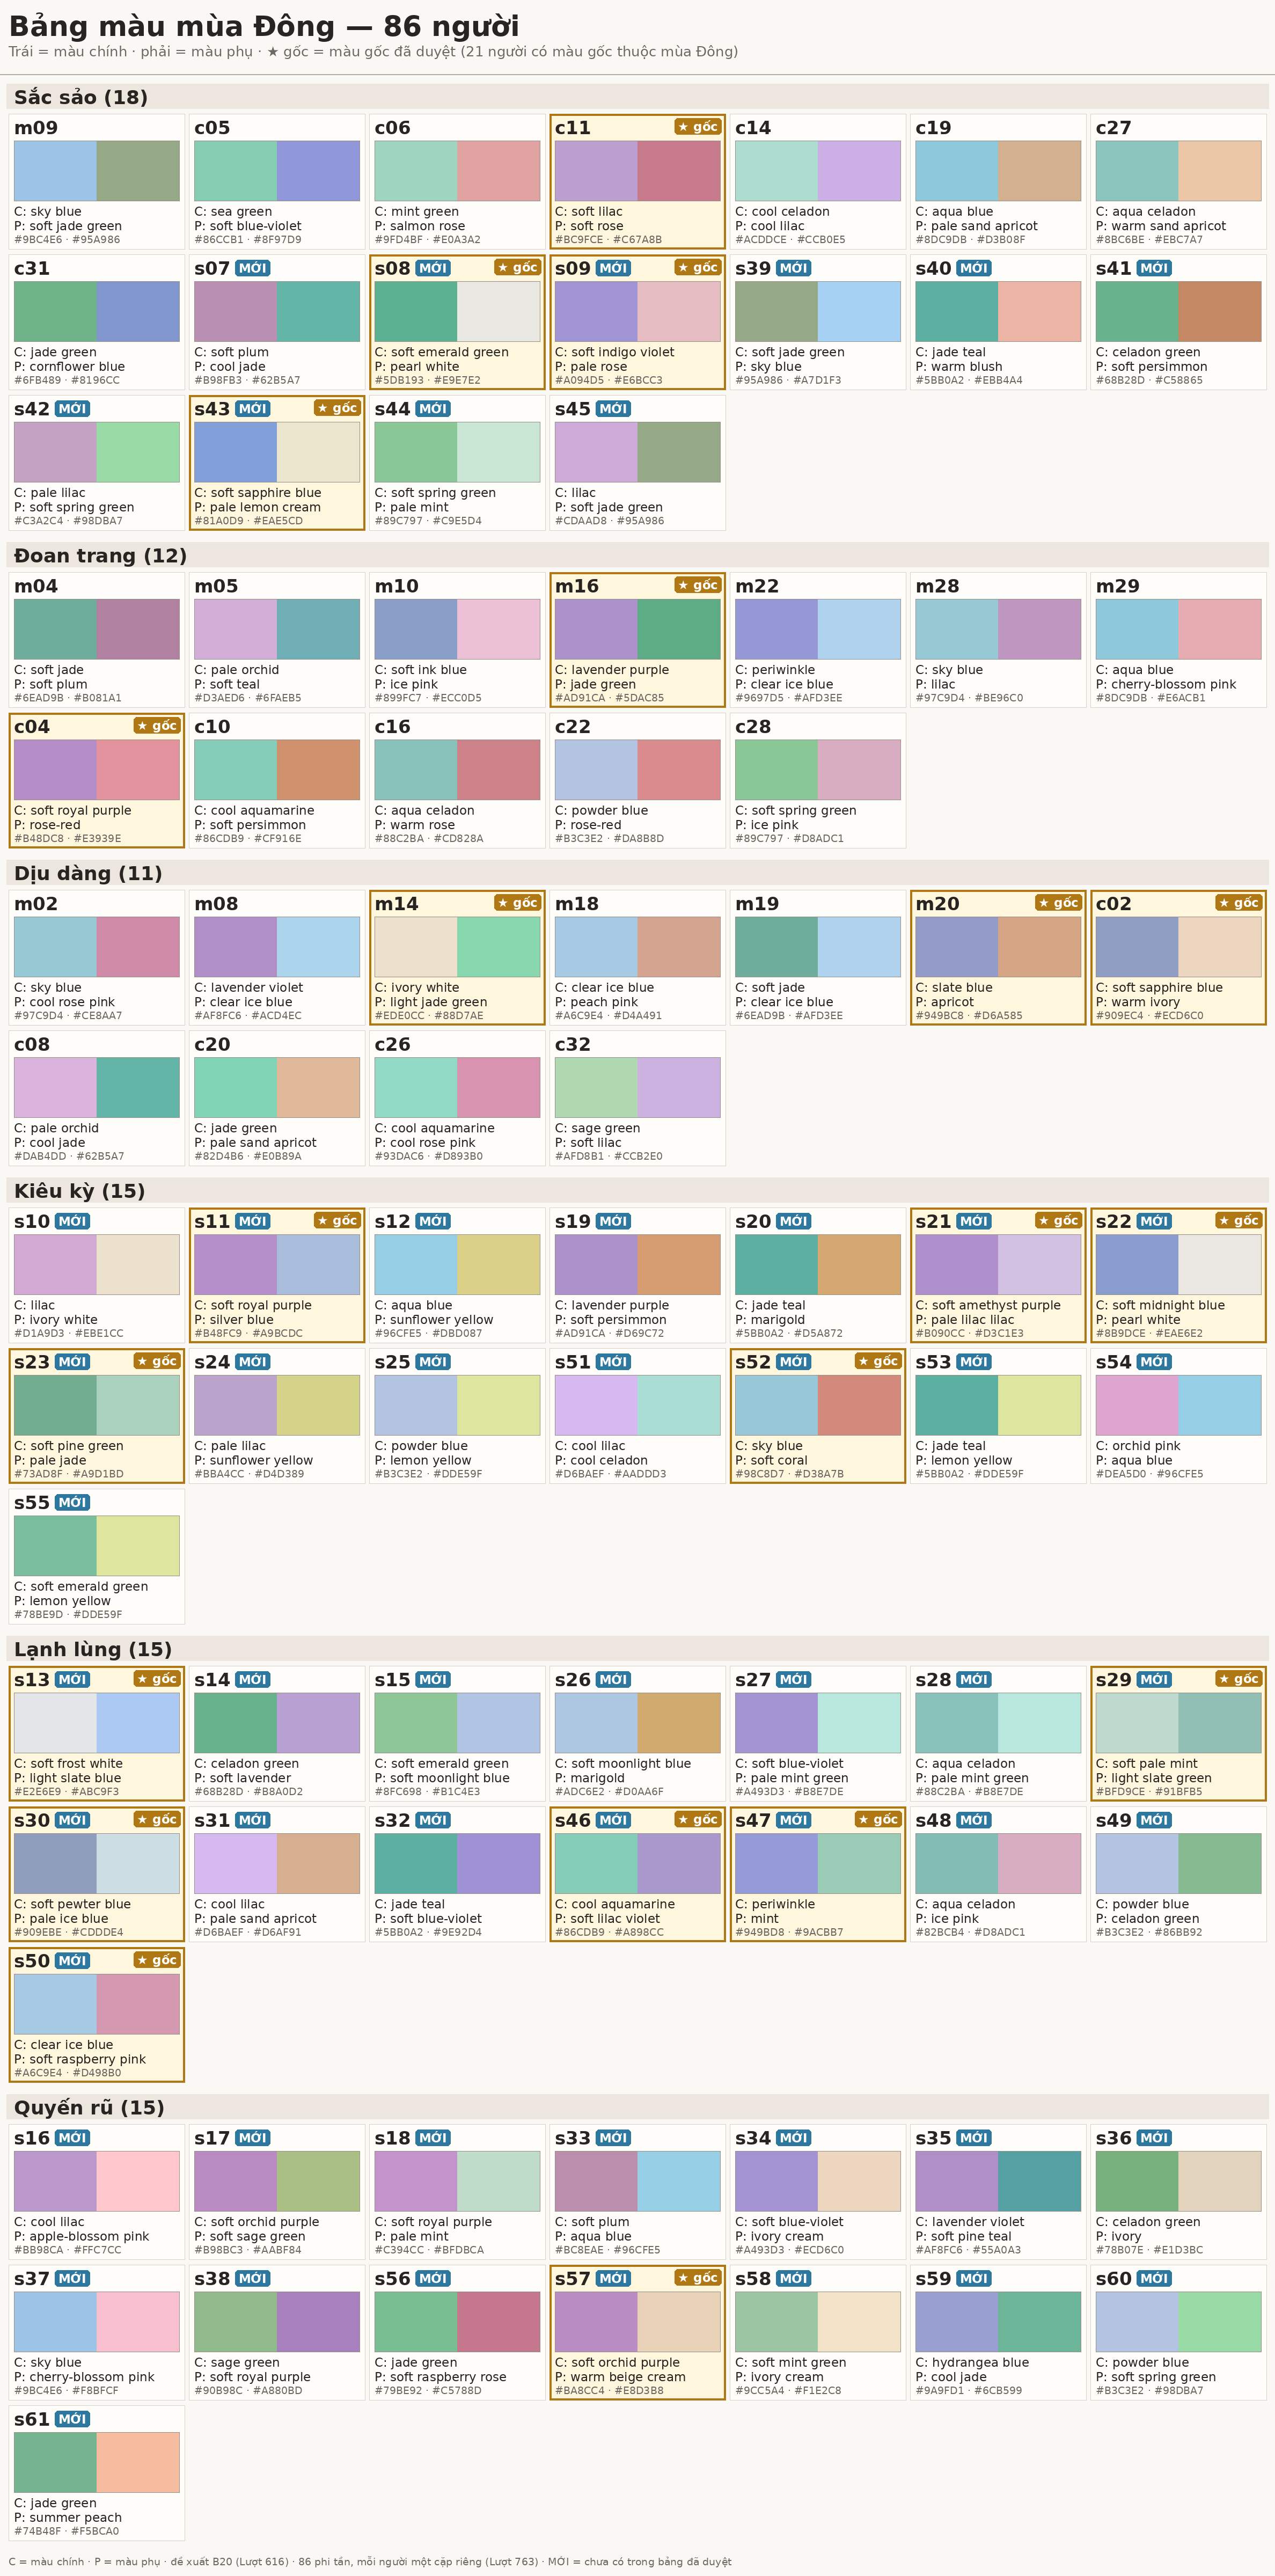 Bảng màu mùa Đông — 86 người
Trái = màu chính · phải = màu phụ · ★ gốc = màu gốc đã duyệt (21 người có màu gốc thuộc mùa Đông)
Sắc sảo (18)
m09
C: sky blue
P: soft jade green
#9BC4E6 · #95A986
c05
C: sea green
P: soft blue-violet
#86CCB1 · #8F97D9
c06
C: mint green
P: salmon rose
#9FD4BF · #E0A3A2
c11 ★ gốc
C: soft lilac
P: soft rose
#BC9FCE · #C67A8B
c14
C: cool celadon
P: cool lilac
#ACDDCE · #CCB0E5
c19
C: aqua blue
P: pale sand apricot
#8DC9DB · #D3B08F
c27
C: aqua celadon
P: warm sand apricot
#8BC6BE · #EBC7A7
c31
C: jade green
P: cornflower blue
#6FB489 · #8196CC
s07 MỚI
C: soft plum
P: cool jade
#B98FB3 · #62B5A7
s08 MỚI ★ gốc
C: soft emerald green
P: pearl white
#5DB193 · #E9E7E2
s09 MỚI ★ gốc
C: soft indigo violet
P: pale rose
#A094D5 · #E6BCC3
s39 MỚI
C: soft jade green
P: sky blue
#95A986 · #A7D1F3
s40 MỚI
C: jade teal
P: warm blush
#5BB0A2 · #EBB4A4
s41 MỚI
C: celadon green
P: soft persimmon
#68B28D · #C58865
s42 MỚI
C: pale lilac
P: soft spring green
#C3A2C4 · #98DBA7
s43 MỚI ★ gốc
C: soft sapphire blue
P: pale lemon cream
#81A0D9 · #EAE5CD
s44 MỚI
C: soft spring green
P: pale mint
#89C797 · #C9E5D4
s45 MỚI
C: lilac
P: soft jade green
#CDAAD8 · #95A986
Đoan trang (12)
m04
C: soft jade
P: soft plum
#6EAD9B · #B081A1
m05
C: pale orchid
P: soft teal
#D3AED6 · #6FAEB5
m10
C: soft ink blue
P: ice pink
#899FC7 · #ECC0D5
m16 ★ gốc
C: lavender purple
P: jade green
#AD91CA · #5DAC85
m22
C: periwinkle
P: clear ice blue
#9697D5 · #AFD3EE
m28
C: sky blue
P: lilac
#97C9D4 · #BE96C0
m29
C: aqua blue
P: cherry-blossom pink
#8DC9DB · #E6ACB1
c04 ★ gốc
C: soft royal purple
P: rose-red
#B48DC8 · #E3939E
c10
C: cool aquamarine
P: soft persimmon
#86CDB9 · #CF916E
c16
C: aqua celadon
P: warm rose
#88C2BA · #CD828A
c22
C: powder blue
P: rose-red
#B3C3E2 · #DA8B8D
c28
C: soft spring green
P: ice pink
#89C797 · #D8ADC1
Dịu dàng (11)
m02
C: sky blue
P: cool rose pink
#97C9D4 · #CE8AA7
m08
C: lavender violet
P: clear ice blue
#AF8FC6 · #ACD4EC
m14 ★ gốc
C: ivory white
P: light jade green
#EDE0CC · #88D7AE
m18
C: clear ice blue
P: peach pink
#A6C9E4 · #D4A491
m19
C: soft jade
P: clear ice blue
#6EAD9B · #AFD3EE
m20 ★ gốc
C: slate blue
P: apricot
#949BC8 · #D6A585
c02 ★ gốc
C: soft sapphire blue
P: warm ivory
#909EC4 · #ECD6C0
c08
C: pale orchid
P: cool jade
#DAB4DD · #62B5A7
c20
C: jade green
P: pale sand apricot
#82D4B6 · #E0B89A
c26
C: cool aquamarine
P: cool rose pink
#93DAC6 · #D893B0
c32
C: sage green
P: soft lilac
#AFD8B1 · #CCB2E0
Kiêu kỳ (15)
s10 MỚI
C: lilac
P: ivory white
#D1A9D3 · #EBE1CC
s11 MỚI ★ gốc
C: soft royal purple
P: silver blue
#B48FC9 · #A9BCDC
s12 MỚI
C: aqua blue
P: sunflower yellow
#96CFE5 · #DBD087
s19 MỚI
C: lavender purple
P: soft persimmon
#AD91CA · #D69C72
s20 MỚI
C: jade teal
P: marigold
#5BB0A2 · #D5A872
s21 MỚI ★ gốc
C: soft amethyst purple
P: pale lilac lilac
#B090CC · #D3C1E3
s22 MỚI ★ gốc
C: soft midnight blue
P: pearl white
#8B9DCE · #EAE6E2
s23 MỚI ★ gốc
C: soft pine green
P: pale jade
#73AD8F · #A9D1BD
s24 MỚI
C: pale lilac
P: sunflower yellow
#BBA4CC · #D4D389
s25 MỚI
C: powder blue
P: lemon yellow
#B3C3E2 · #DDE59F
s51 MỚI
C: cool lilac
P: cool celadon
#D6BAEF · #AADDD3
s52 MỚI ★ gốc
C: sky blue
P: soft coral
#98C8D7 · #D38A7B
s53 MỚI
C: jade teal
P: lemon yellow
#5BB0A2 · #DDE59F
s54 MỚI
C: orchid pink
P: aqua blue
#DEA5D0 · #96CFE5
s55 MỚI
C: soft emerald green
P: lemon yellow
#78BE9D · #DDE59F
Lạnh lùng (15)
s13 MỚI ★ gốc
C: soft frost white
P: light slate blue
#E2E6E9 · #ABC9F3
s14 MỚI
C: celadon green
P: soft lavender
#68B28D · #B8A0D2
s15 MỚI
C: soft emerald green
P: soft moonlight blue
#8FC698 · #B1C4E3
s26 MỚI
C: soft moonlight blue
P: marigold
#ADC6E2 · #D0AA6F
s27 MỚI
C: soft blue-violet
P: pale mint green
#A493D3 · #B8E7DE
s28 MỚI
C: aqua celadon
P: pale mint green
#88C2BA · #B8E7DE
s29 MỚI ★ gốc
C: soft pale mint
P: light slate green
#BFD9CE · #91BFB5
s30 MỚI ★ gốc
C: soft pewter blue
P: pale ice blue
#909EBE · #CDDDE4
s31 MỚI
C: cool lilac
P: pale sand apricot
#D6BAEF · #D6AF91
s32 MỚI
C: jade teal
P: soft blue-violet
#5BB0A2 · #9E92D4
s46 MỚI ★ gốc
C: cool aquamarine
P: soft lilac violet
#86CDB9 · #A898CC
s47 MỚI ★ gốc
C: periwinkle
P: mint
#949BD8 · #9ACBB7
s48 MỚI
C: aqua celadon
P: ice pink
#82BCB4 · #D8ADC1
s49 MỚI
C: powder blue
P: celadon green
#B3C3E2 · #86BB92
s50 MỚI ★ gốc
C: clear ice blue
P: soft raspberry pink
#A6C9E4 · #D498B0
Quyến rũ (15)
s16 MỚI
C: cool lilac
P: apple-blossom pink
#BB98CA · #FFC7CC
s17 MỚI
C: soft orchid purple
P: soft sage green
#B98BC3 · #AABF84
s18 MỚI
C: soft royal purple
P: pale mint
#C394CC · #BFDBCA
s33 MỚI
C: soft plum
P: aqua blue
#BC8EAE · #96CFE5
s34 MỚI
C: soft blue-violet
P: ivory cream
#A493D3 · #ECD6C0
s35 MỚI
C: lavender violet
P: soft pine teal
#AF8FC6 · #55A0A3
s36 MỚI
C: celadon green
P: ivory
#78B07E · #E1D3BC
s37 MỚI
C: sky blue
P: cherry-blossom pink
#9BC4E6 · #F8BFCF
s38 MỚI
C: sage green
P: soft royal purple
#90B98C · #A880BD
s56 MỚI
C: jade green
P: soft raspberry rose
#79BE92 · #C5788D
s57 MỚI ★ gốc
C: soft orchid purple
P: warm beige cream
#BA8CC4 · #E8D3B8
s58 MỚI
C: soft mint green
P: ivory cream
#9CC5A4 · #F1E2C8
s59 MỚI
C: hydrangea blue
P: cool jade
#9A9FD1 · #6CB599
s60 MỚI
C: powder blue
P: soft spring green
#B3C3E2 · #98DBA7
s61 MỚI
C: jade green
P: summer peach
#74B48F · #F5BCA0
C = màu chính · P = màu phụ · đề xuất B20 (Lượt 616) · 86 phi tần, mỗi người một cặp riêng (Lượt 763) · MỚI = chưa có trong bảng đã duyệt